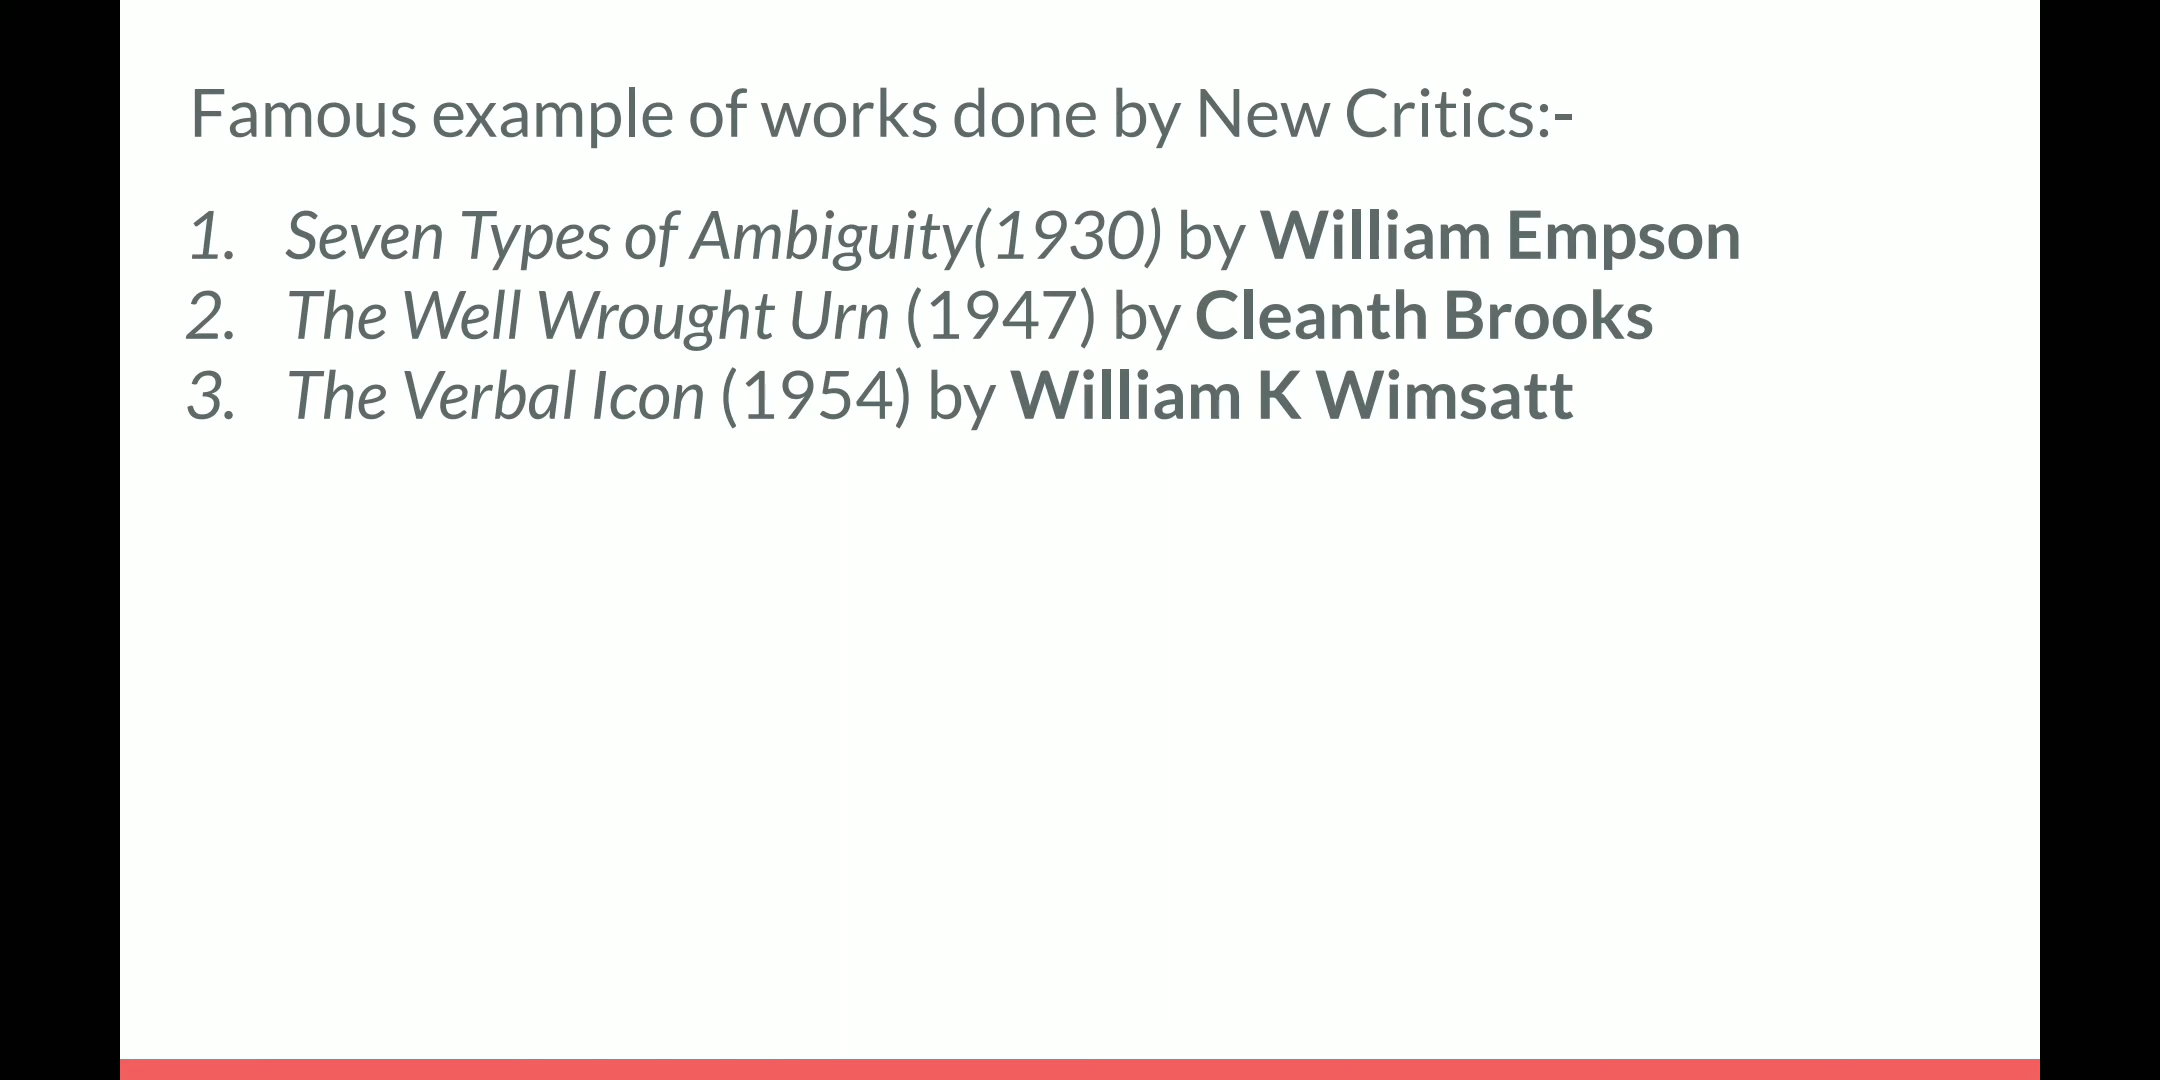 Famous example of works done by New Critics:-
1. Seven Types of Ambiguity(1930) by William Empson
2. The Well Wrought Urn (1947) by Cleanth Brooks
3. The Verbal Icon (1954) by William K Wimsatt